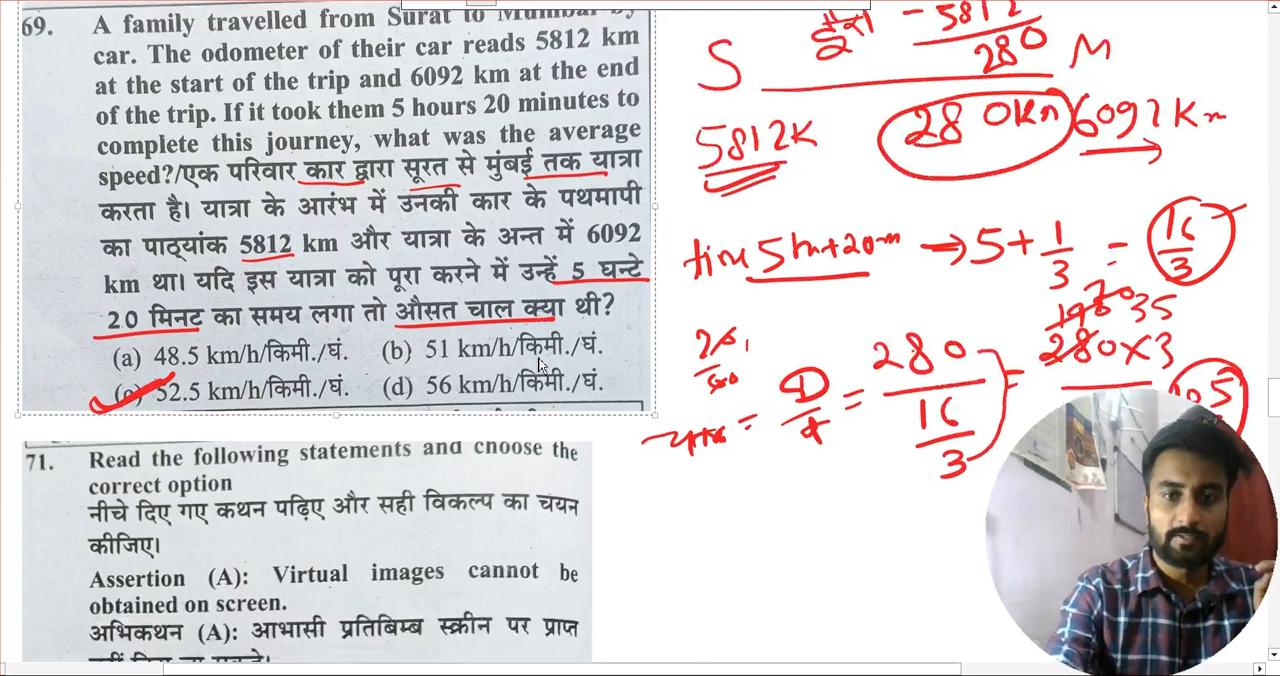 69. A family travelled from Surat to Mumbai by
car. The odometer of their car reads 5812 km
at the start of the trip and 6092 km at the end
of the trip. If it took them 5 hours 20 minutes to
complete this journey, what was the average
speed?/एक परिवार कार द्वारा सूरत से मुंबई तक यात्रा
करता है। यात्रा के आरंभ में उनकी कार के पथमापी
का पाठ्यांक 5812 km और यात्रा के अन्त में 6092
km था। यदि इस यात्रा को पूरा करने में उन्हें 5 घन्टे
20 मिनट का समय लगा तो औसत चाल क्या थी?
(a) 48.5 km/h/किमी./घं. (b) 51 km/h/किमी./घं.
(c) 52.5 km/h/किमी./घं. (d) 56 km/h/किमी./घं.
71. Read the following statements and choose the
correct option
नीचे दिए गए कथन पढ़िए और सही विकल्प का चयन
कीजिए।
Assertion (A): Virtual images cannot be
obtained on screen.
अभिकथन (A): आभासी प्रतिबिम्ब स्क्रीन पर प्राप्त
- 5812
280
S M
5812K 280Km 6092Km
time 5hr+20m → 5 + 1/3 = 16/3
35
= D/t = 280 / 16/3 = 280×3